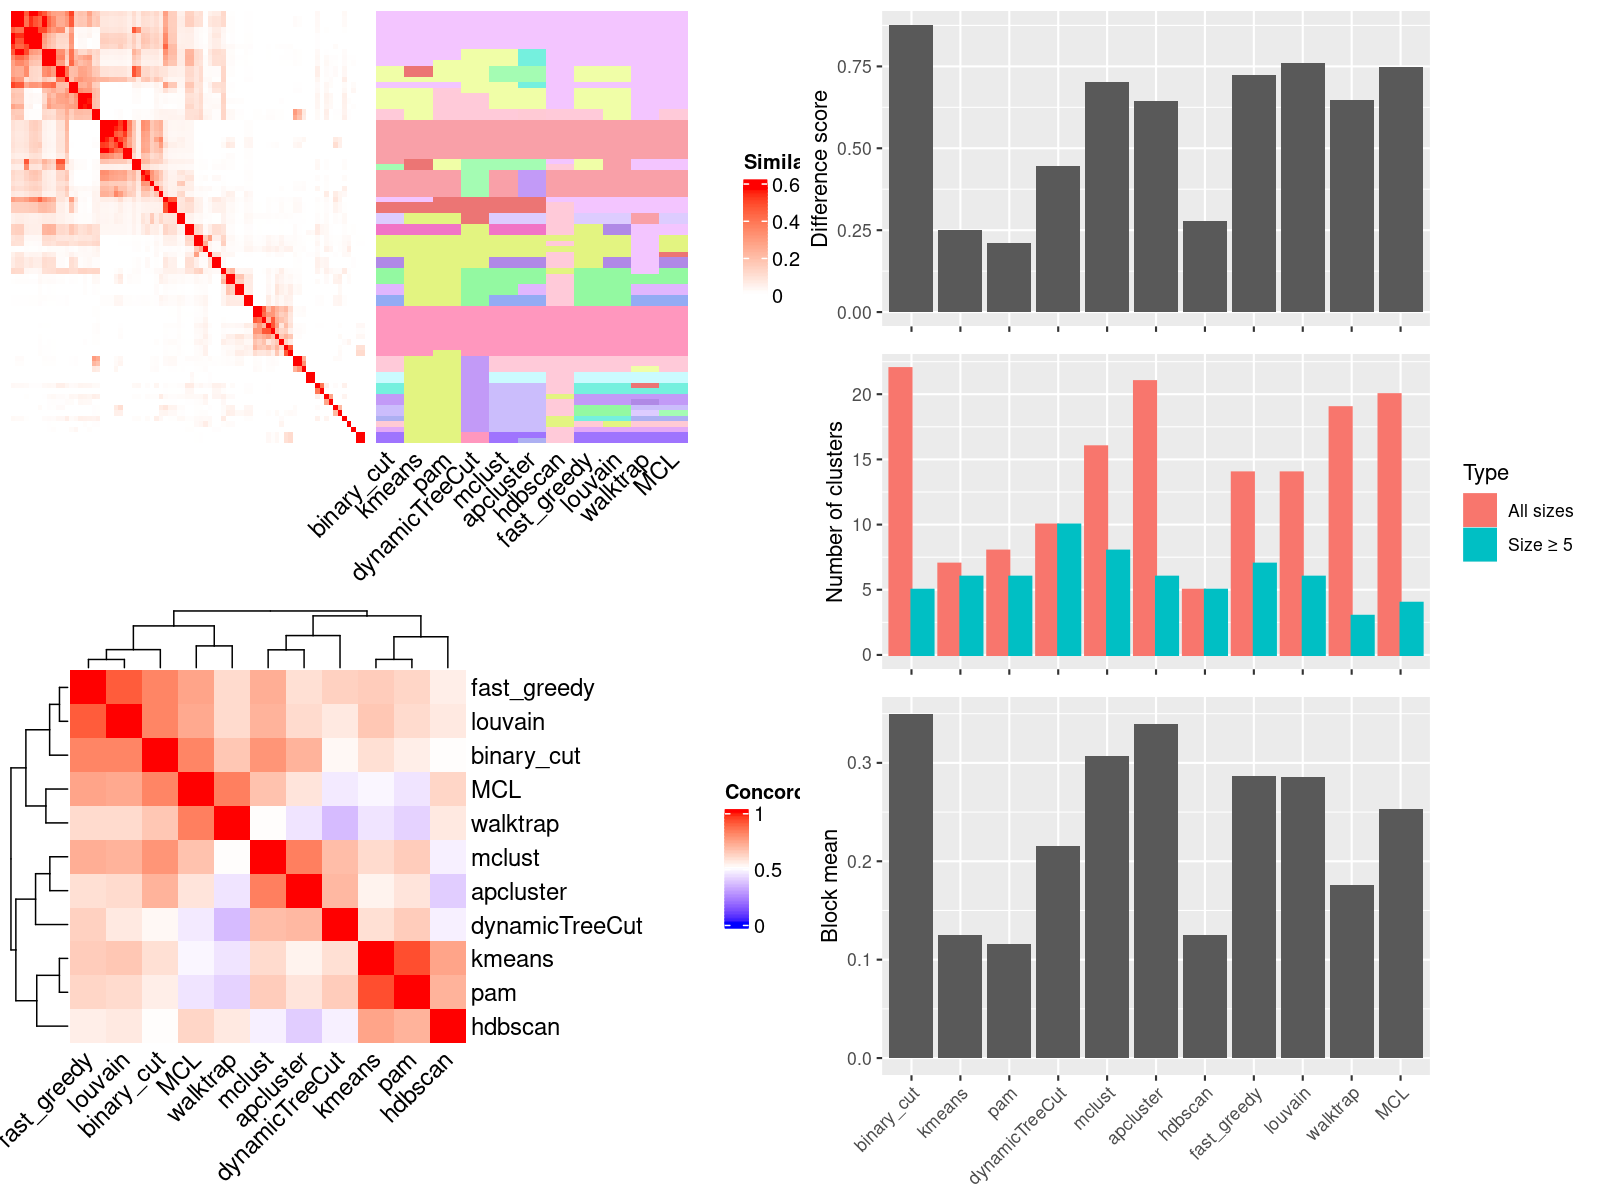 Simila
0.6
0.4
0.2
0
binary_cut
kmeans
pam
dynamicTreeCut
mclust
apcluster
hdbscan
fast_greedy
louvain
walktrap
MCL
fast_greedy
louvain
binary_cut
MCL
walktrap
mclust
apcluster
dynamicTreeCut
kmeans
pam
hdbscan
Concord
1
0.5
0
fast_greedy
louvain
binary_cut
MCL
walktrap
mclust
apcluster
dynamicTreeCut
kmeans
pam
hdbscan
Difference score
0.75
0.50
0.25
0.00
Number of clusters
20
15
10
5
0
Type
All sizes
Size ≥ 5
Block mean
0.3
0.2
0.1
0.0
binary_cut
kmeans
pam
dynamicTreeCut
mclust
apcluster
hdbscan
fast_greedy
louvain
walktrap
MCL